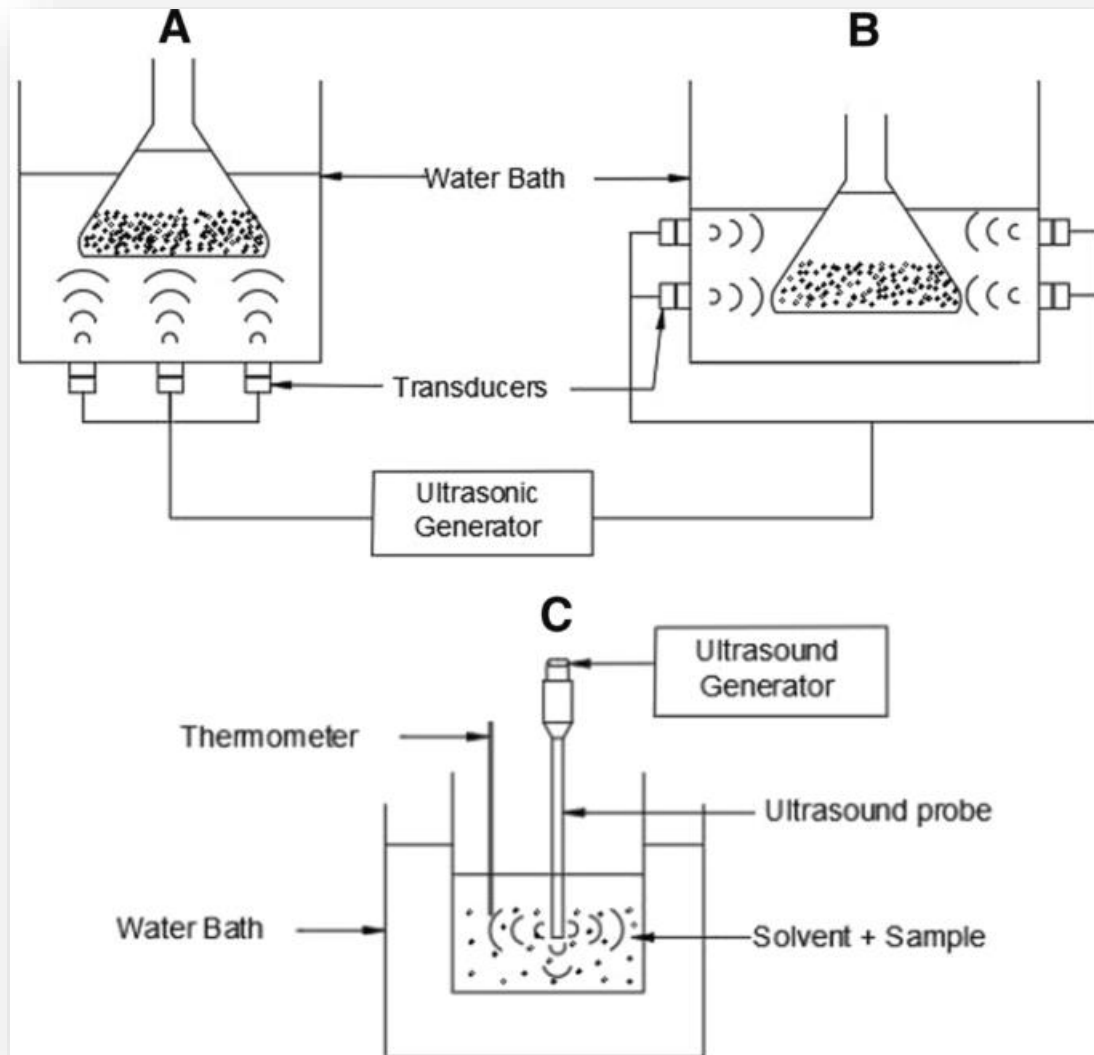 A
B
Water Bath
Transducers
Ultrasonic
Generator
C
Ultrasound
Generator
Thermometer
Ultrasound probe
Water Bath
Solvent + Sample